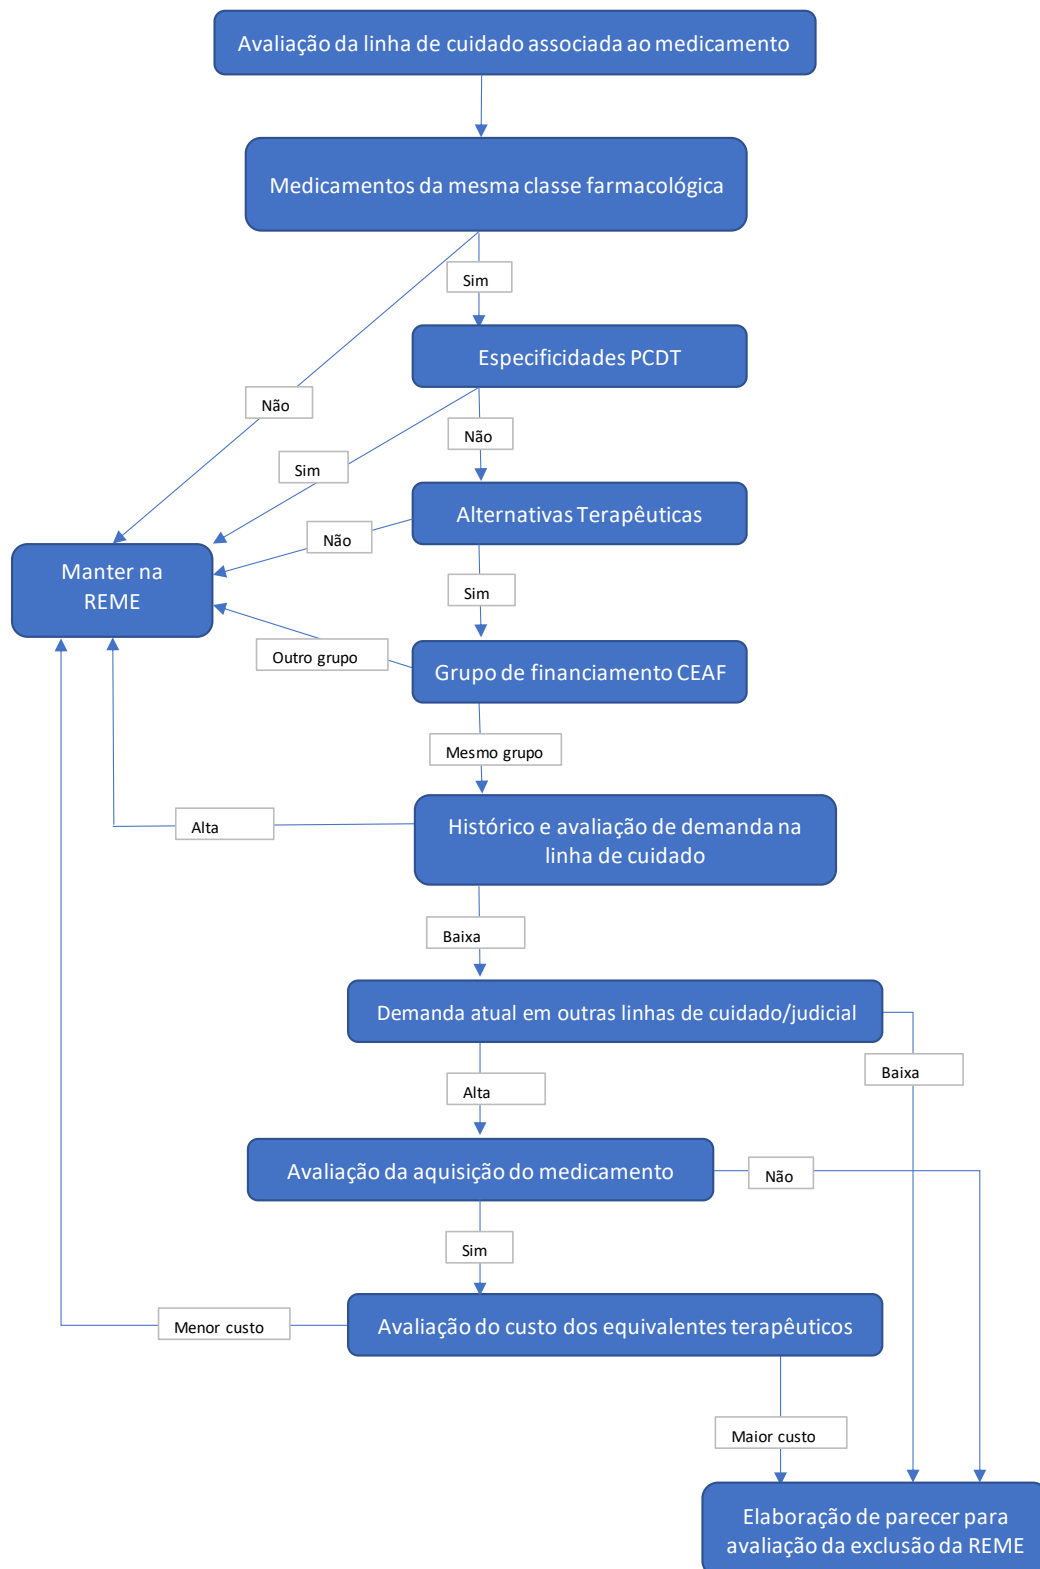 Avaliação da linha de cuidado associada ao medicamento
Medicamentos da mesma classe farmacológica
Sim
Especificidades PCDT
Não
Não
Sim
Alternativas Terapêuticas
Não
Manter na
REME
Sim
Outro grupo
Grupo de financiamento CEAF
Mesmo grupo
Histórico e avaliação de demanda na
linha de cuidado
Alta
Baixa
Demanda atual em outras linhas de cuidado/judicial
Baixa
Alta
Avaliação da aquisição do medicamento
Não
Sim
Avaliação do custo dos equivalentes terapêuticos
Menor custo
Maior custo
Elaboração de parecer para
avaliação da exclusão da REME